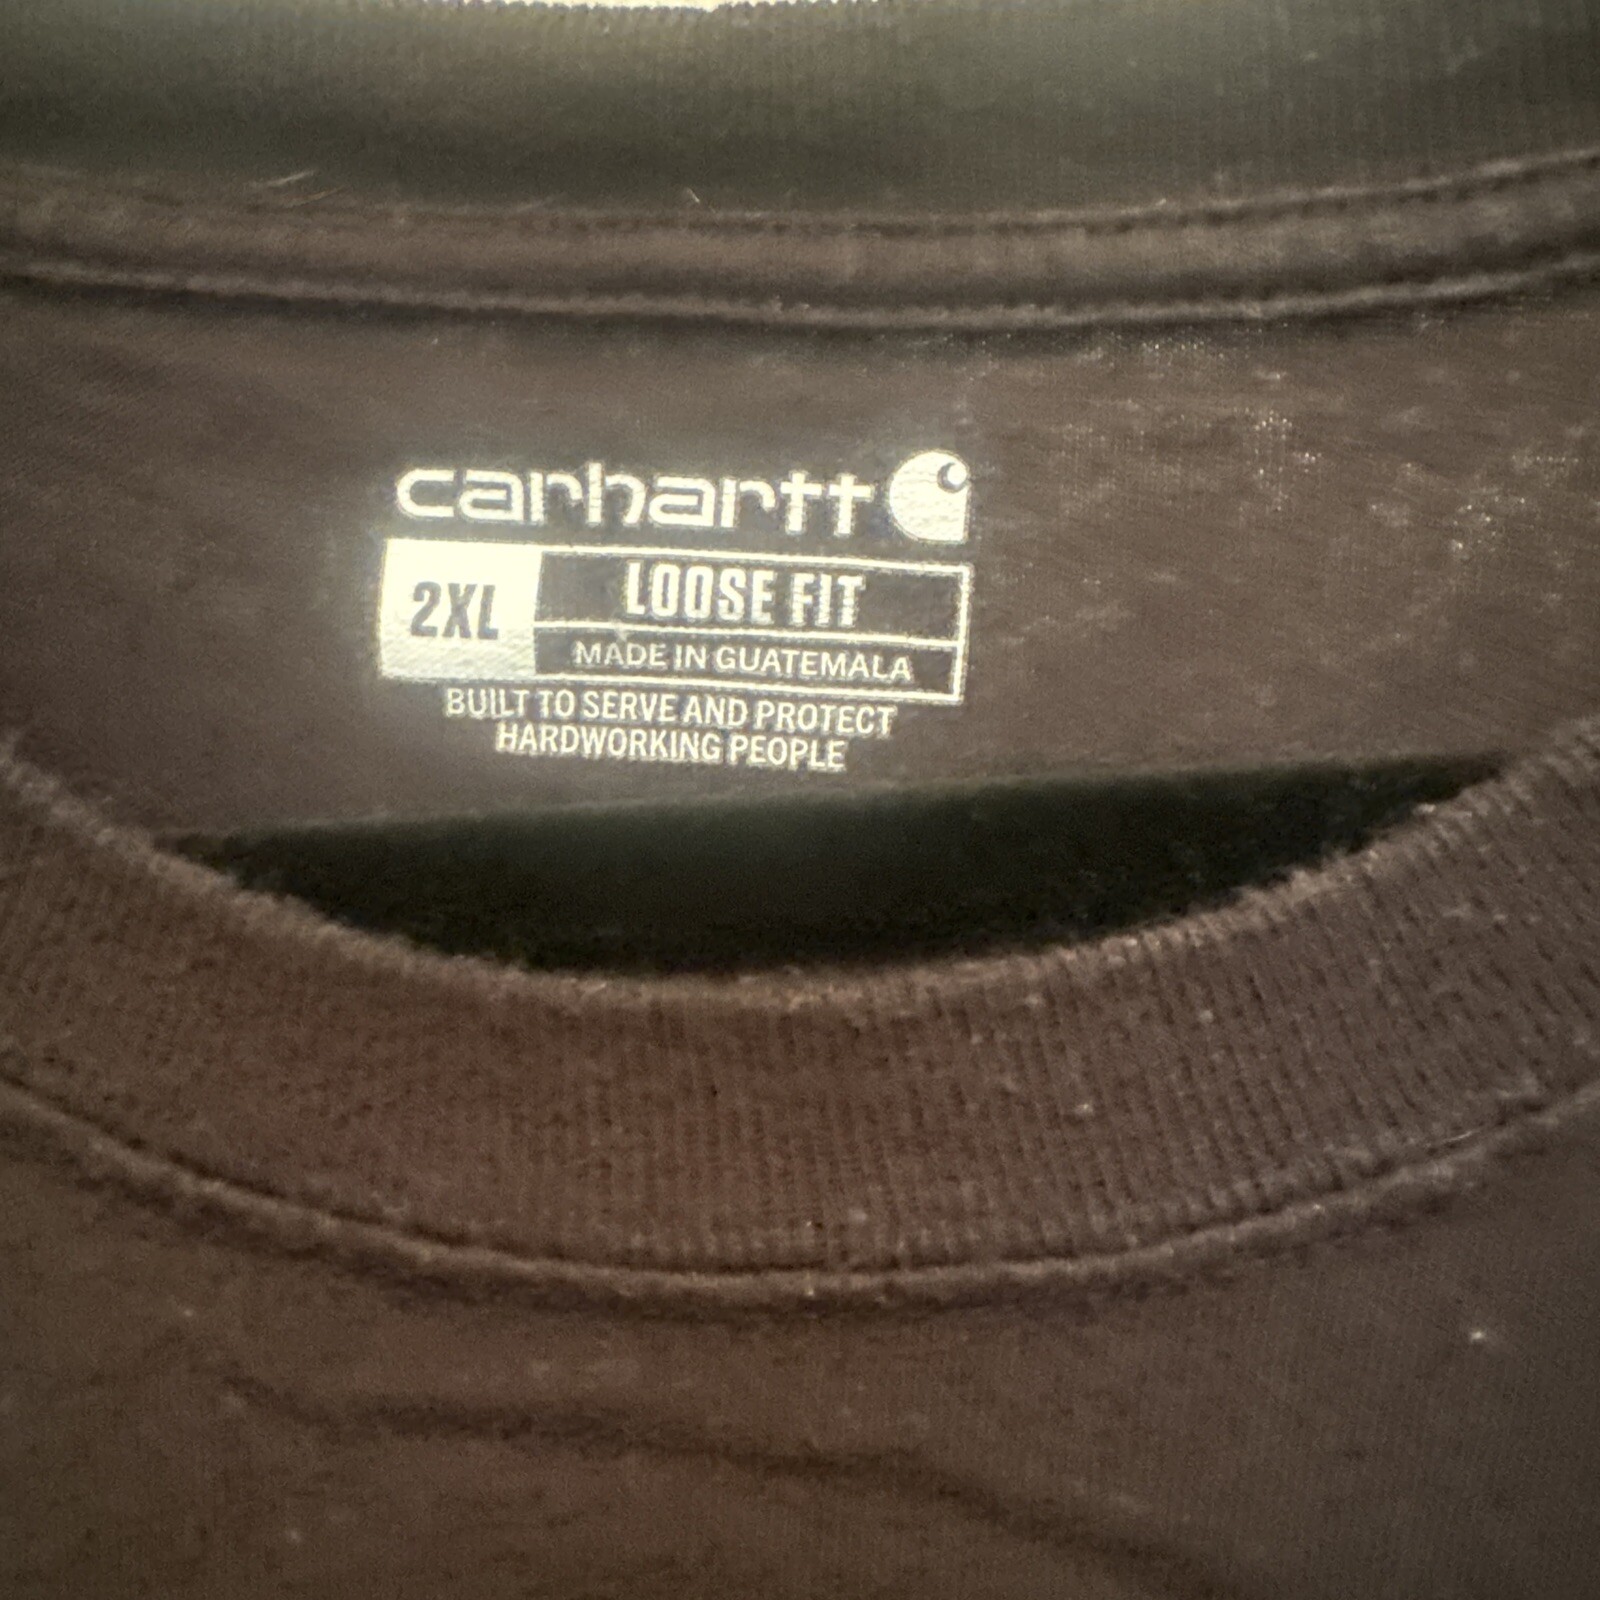 carhartt
2XL
LOOSE FIT
MADE IN GUATEMALA
BUILT TO SERVE AND PROTECT
HARDWORKING PEOPLE